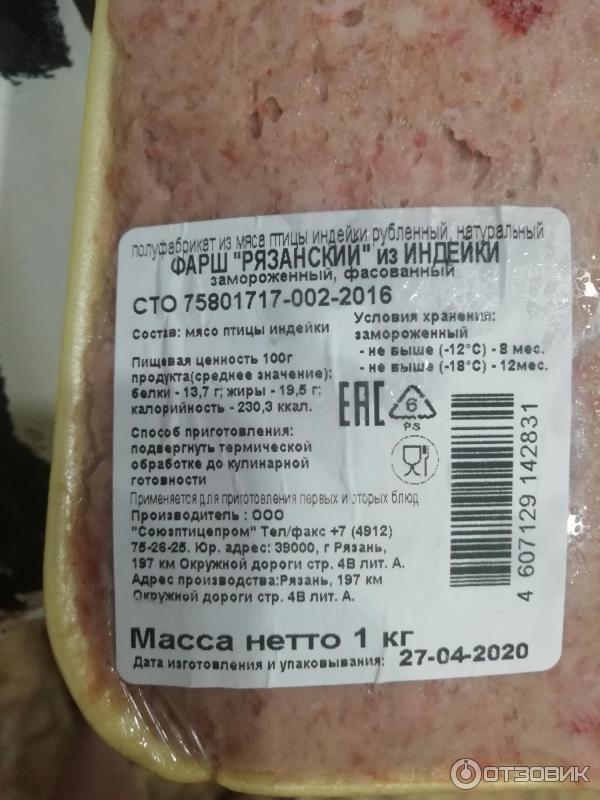 полуфабрикат из мяса птицы индейки рубленный, натуральный
ФАРШ "РЯЗАНСКИЙ" из ИНДЕЙКИ
замороженный, фасованный
СТО 75801717-002-2016
Состав: мясо птицы индейки
Пищевая ценность 100г
продукта(среднее значение):
белки - 13,7 г; жиры - 19,5 г;
калорийность - 230,3 ккал.
Способ приготовления:
подвергнуть термической
обработке до кулинарной
готовности
Условия хранения:
замороженный
- не выше (-12°C) - 8 мес.
- не выше (-18°C) - 12мес.
EAC
6
PS
Применяется для приготовления первых и вторых блюд
Производитель : ООО
"Союзптицепром" Тел/факс +7 (4912)
75-26-25. Юр. адрес: 39000, г Рязань,
197 км Окружной дороги стр. 4В лит. А.
Адрес производства:Рязань, 197 км
Окружной дороги стр. 4В лит. А.
4 607129 142831
Масса нетто 1 кг
Дата изготовления и упаковывания: 27-04-2020
ОТЗОВИК